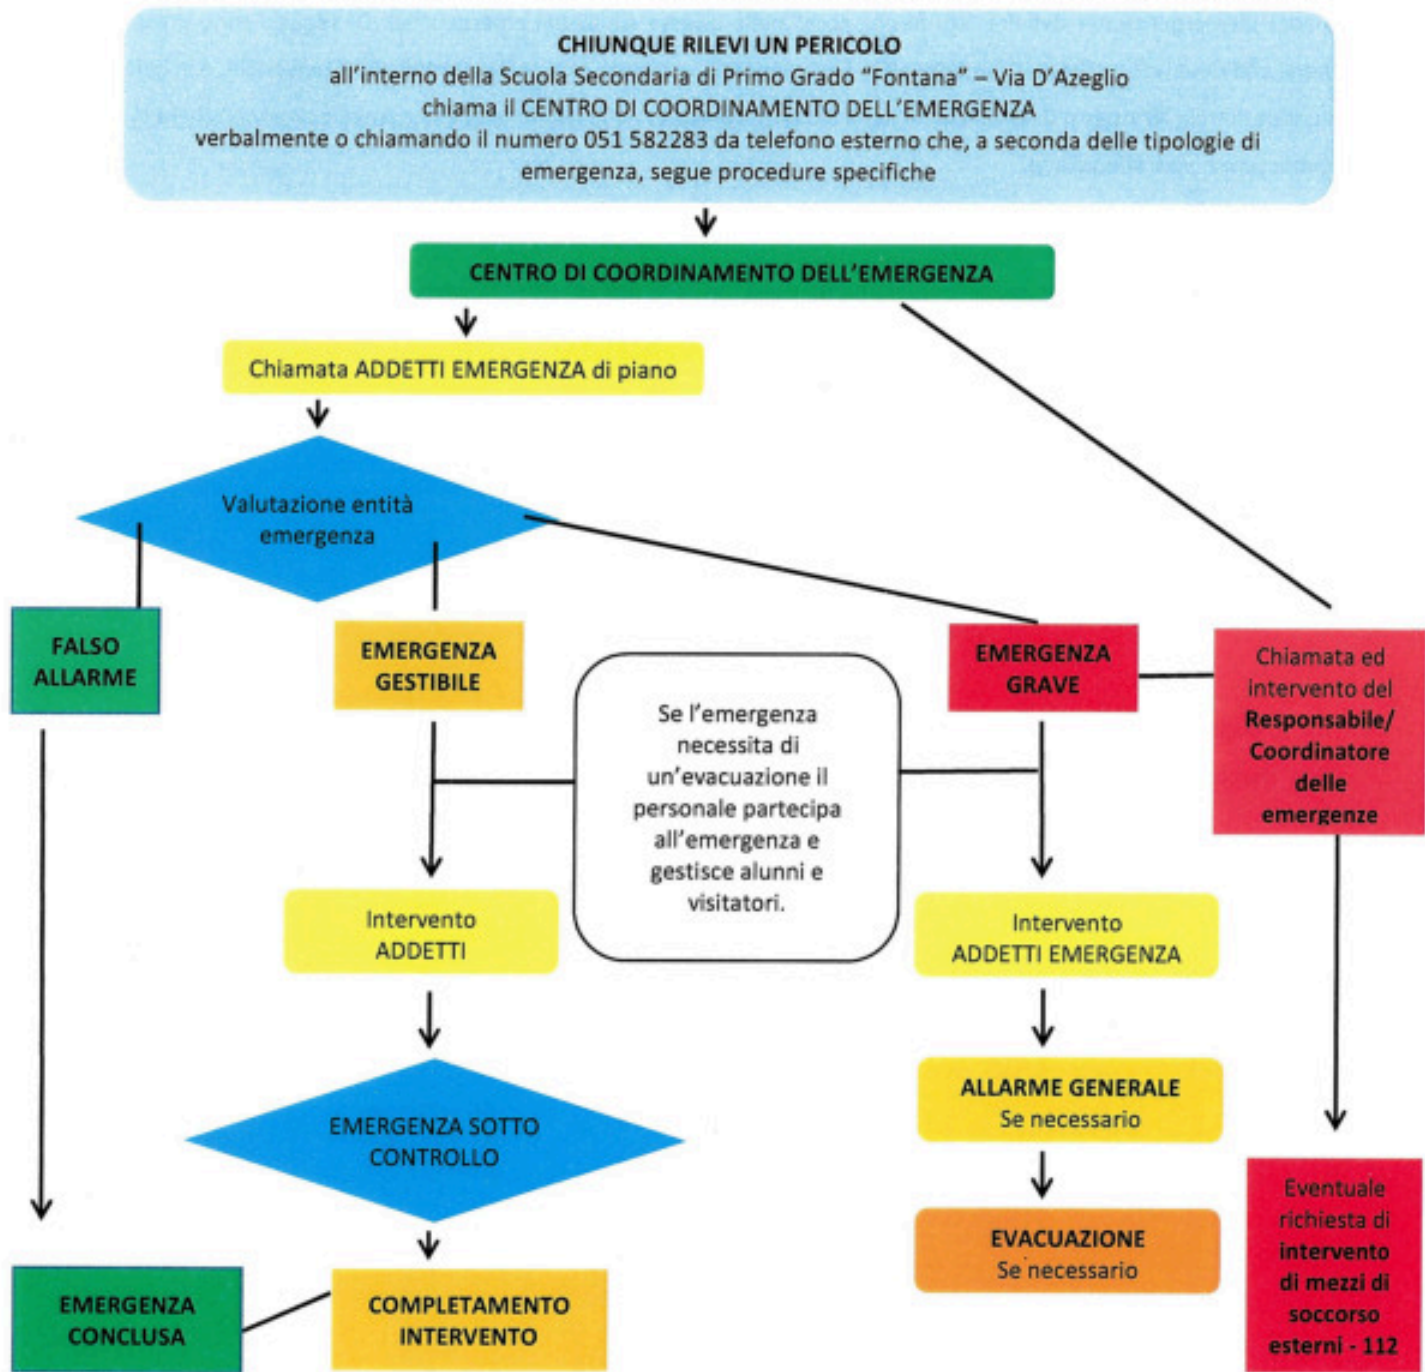 CHIUNQUE RILEVI UN PERICOLO
all'interno della Scuola Secondaria di Primo Grado "Fontana" – Via D'Azeglio
chiama il CENTRO DI COORDINAMENTO DELL'EMERGENZA
verbalmente o chiamando il numero 051 582283 da telefono esterno che, a seconda delle tipologie di
emergenza, segue procedure specifiche
CENTRO DI COORDINAMENTO DELL'EMERGENZA
Chiamata ADDETTI EMERGENZA di piano
Valutazione entità
emergenza
FALSO
ALLARME
EMERGENZA
GESTIBILE
Se l'emergenza
necessita di
un'evacuazione il
personale partecipa
all'emergenza e
gestisce alunni e
visitatori.
EMERGENZA
GRAVE
Chiamata ed
intervento del
Responsabile/
Coordinatore
delle
emergenze
Intervento
ADDETTI
Intervento
ADDETTI EMERGENZA
EMERGENZA SOTTO
CONTROLLO
ALLARME GENERALE
Se necessario
EVACUAZIONE
Se necessario
Eventuale
richiesta di
intervento
di mezzi di
soccorso
esterni - 112
EMERGENZA
CONCLUSA
COMPLETAMENTO
INTERVENTO